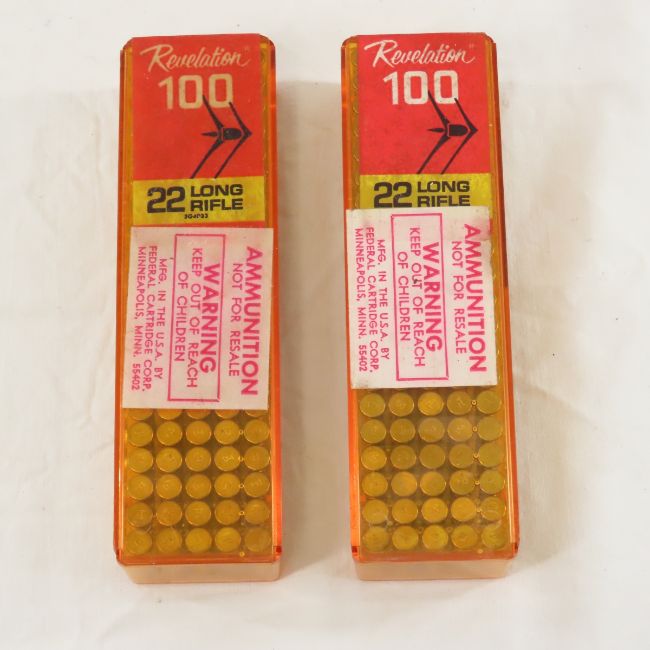 Revelation
100
22 LONG
RIFLE
AMMUNITION
NOT FOR RESALE
WARNING
KEEP OUT OF REACH
OF CHILDREN
MFG. IN THE U.S.A. BY
FEDERAL CARTRIDGE CORP.
MINNEAPOLIS, MINN. 55402
Revelation
100
22 LONG
RIFLE
AMMUNITION
NOT FOR RESALE
WARNING
KEEP OUT OF REACH
OF CHILDREN
MFG. IN THE U.S.A. BY
FEDERAL CARTRIDGE CORP.
MINNEAPOLIS, MINN. 55402